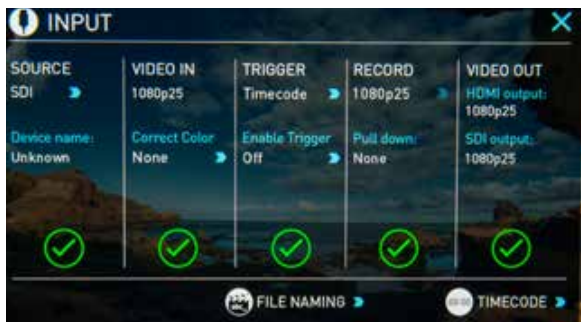 INPUT
SOURCE
SDI
Device name:
Unknown
VIDEO IN
1080p25
Correct Color
None
TRIGGER
Timecode
Enable Trigger
Off
RECORD
1080p25
Pull down:
None
VIDEO OUT
HDMI output:
1080p25
SDI output:
1080p25
FILE NAMING
TIMECODE